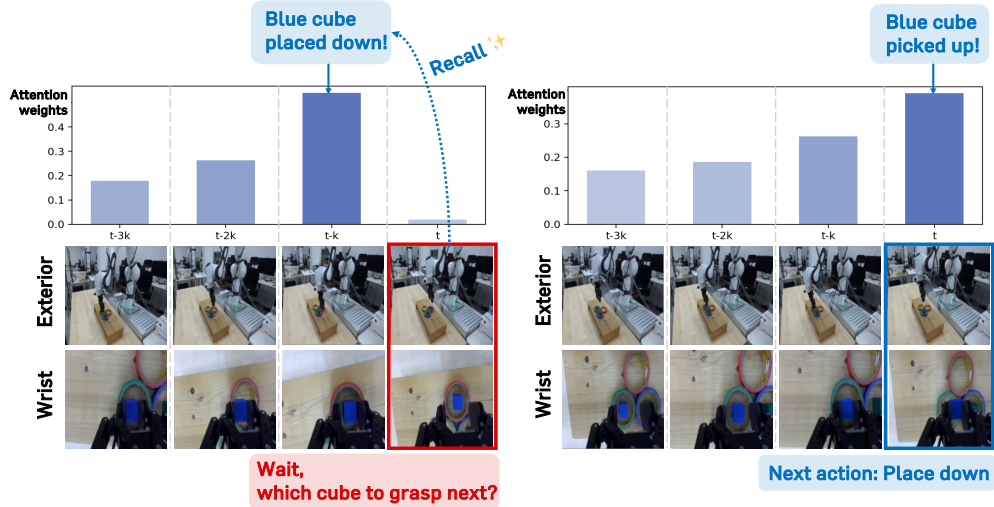 Blue cube
placed down!
Recall✨
Blue cube
picked up!
Attention
weights
0.4
0.3
0.2
0.1
0.0
t-3k
t-2k
t-k
t
Attention
weights
0.3
0.2
0.1
0.0
t-3k
t-2k
t-k
t
Exterior
Wrist
Exterior
Wrist
Wait,
which cube to grasp next?
Next action: Place down